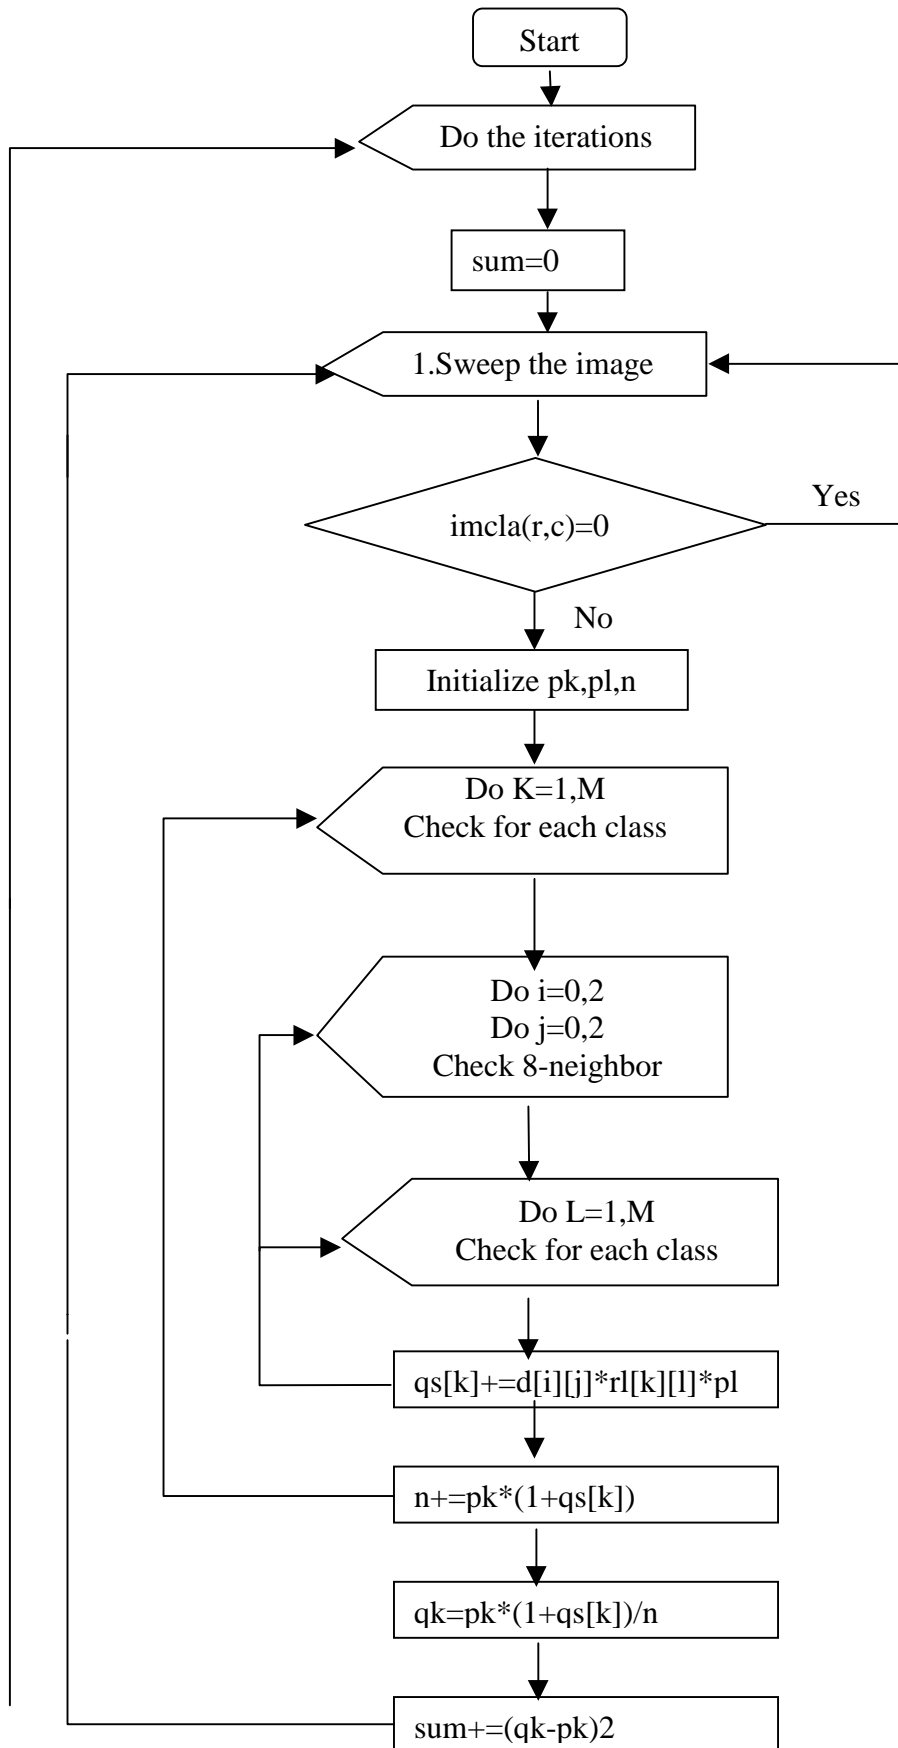 Start
Do the iterations
sum=0
1.Sweep the image
imcla(r,c)=0
Yes
No
Initialize pk,pl,n
Do K=1,M
Check for each class
Do i=0,2
Do j=0,2
Check 8-neighbor
Do L=1,M
Check for each class
qs[k]+=d[i][j]*rl[k][l]*pl
n+=pk*(1+qs[k])
qk=pk*(1+qs[k])/n
sum+=(qk-pk)2